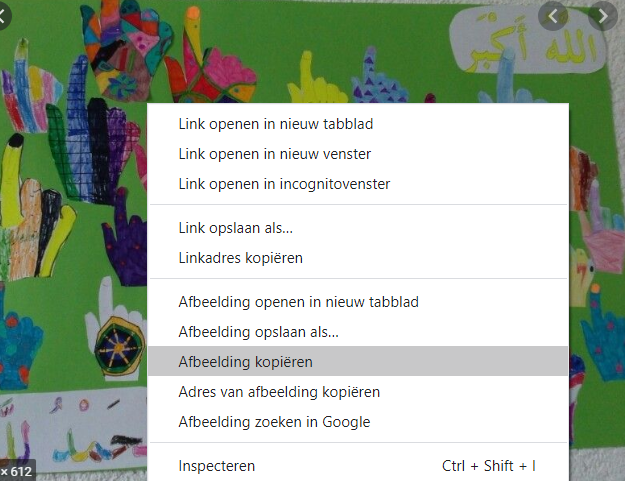 الله أَكْبَر
Link openen in nieuw tabblad
Link openen in nieuw venster
Link openen in incognitovenster
Link opslaan als...
Linkadres kopiëren
Afbeelding openen in nieuw tabblad
Afbeelding opslaan als...
Afbeelding kopiëren
Adres van afbeelding kopiëren
Afbeelding zoeken in Google
Inspecteren Ctrl + Shift + I
× 612